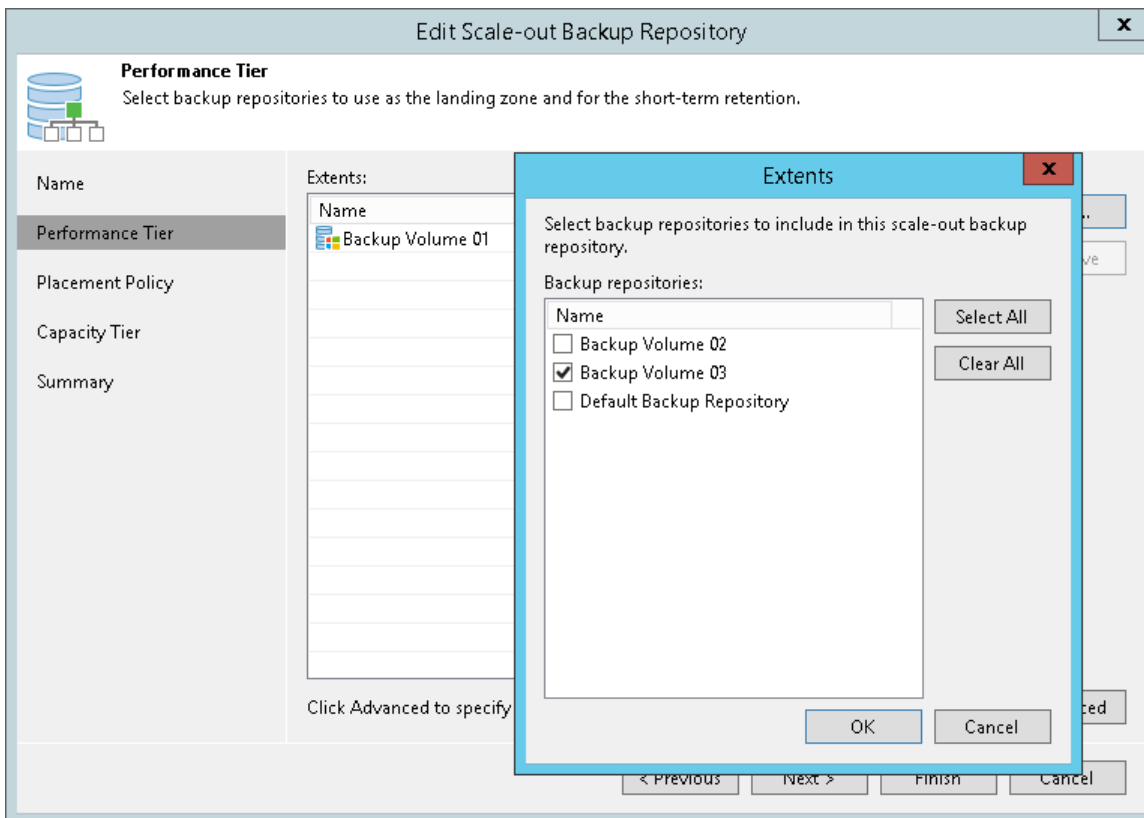 Edit Scale-out Backup Repository
x
Performance Tier
Select backup repositories to use as the landing zone and for the short-term retention.
Name
Performance Tier
Placement Policy
Capacity Tier
Summary
Extents:
Name
Backup Volume 01
Click Advanced to specify
Extents
x
Select backup repositories to include in this scale-out backup
repository.
Backup repositories:
Name
Backup Volume 02
Backup Volume 03
Default Backup Repository
Select All
Clear All
OK
Cancel
< Previous
Next >
Finish
Cancel